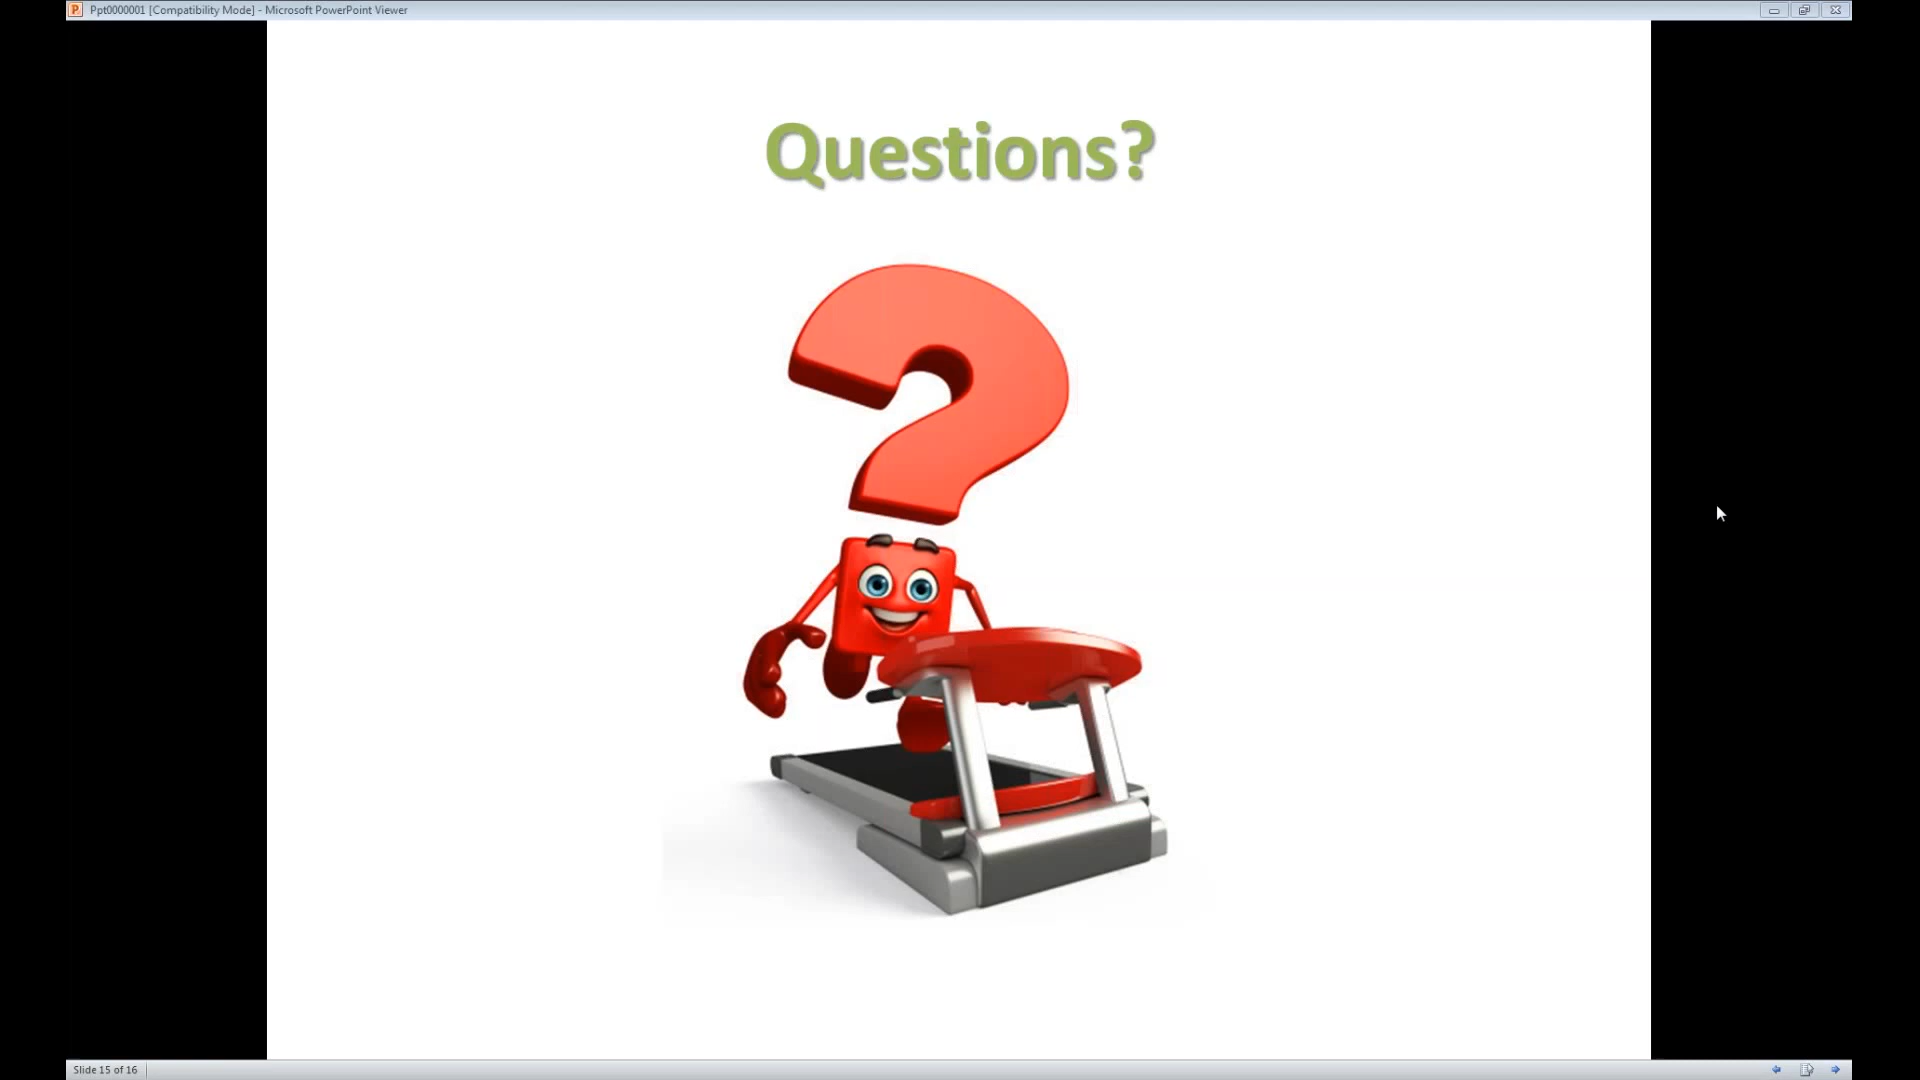 Ppt0000001 [Compatibility Mode] - Microsoft PowerPoint Viewer
Questions?
Slide 15 of 16